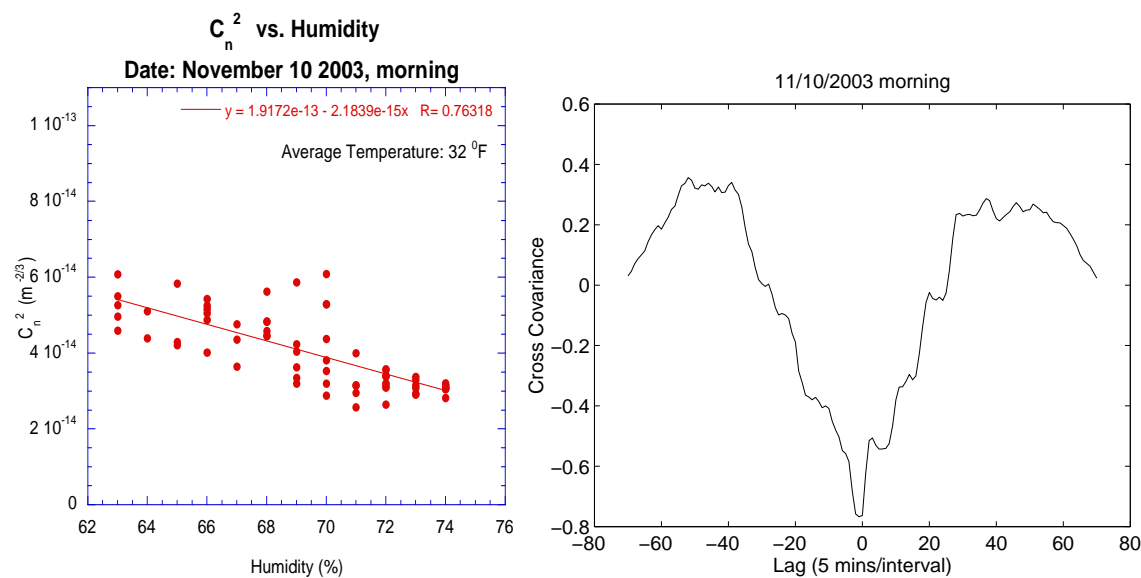 C_n^2 vs. Humidity
Date: November 10 2003, morning
y = 1.9172e-13 - 2.1839e-15x R= 0.76318
Average Temperature: 32 ^0F
1 10^-13
8 10^-14
6 10^-14
4 10^-14
2 10^-14
0
C_n^2 (m^-2/3)
62 64 66 68 70 72 74 76
Humidity (%)
11/10/2003 morning
0.6
0.4
0.2
0
−0.2
−0.4
−0.6
−0.8
Cross Covariance
−80 −60 −40 −20 0 20 40 60 80
Lag (5 mins/interval)